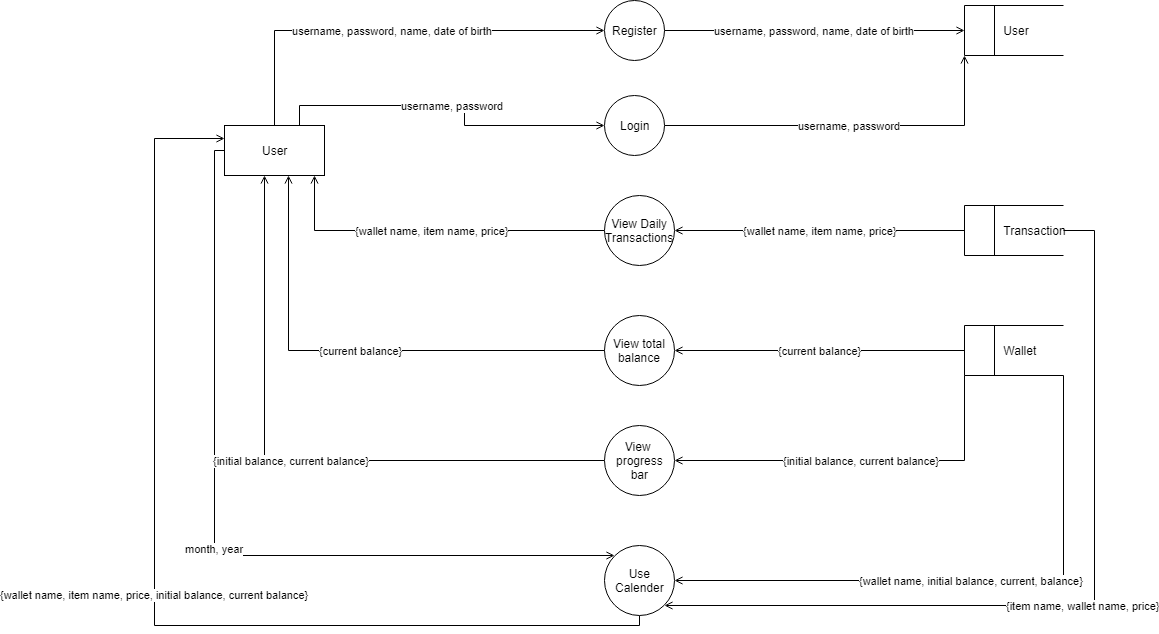 username, password, name, date of birth
Register
username, password, name, date of birth
User
username, password
Login
username, password
User
{wallet name, item name, price}
View Daily
Transactions
{wallet name, item name, price}
Transaction
{current balance}
View total
balance
{current balance}
Wallet
{initial balance, current balance}
View
progress
bar
{initial balance, current balance}
month, year
Use
Calender
{wallet name, initial balance, current, balance}
{wallet name, item name, price, initial balance, current balance}
{item name, wallet name, price}